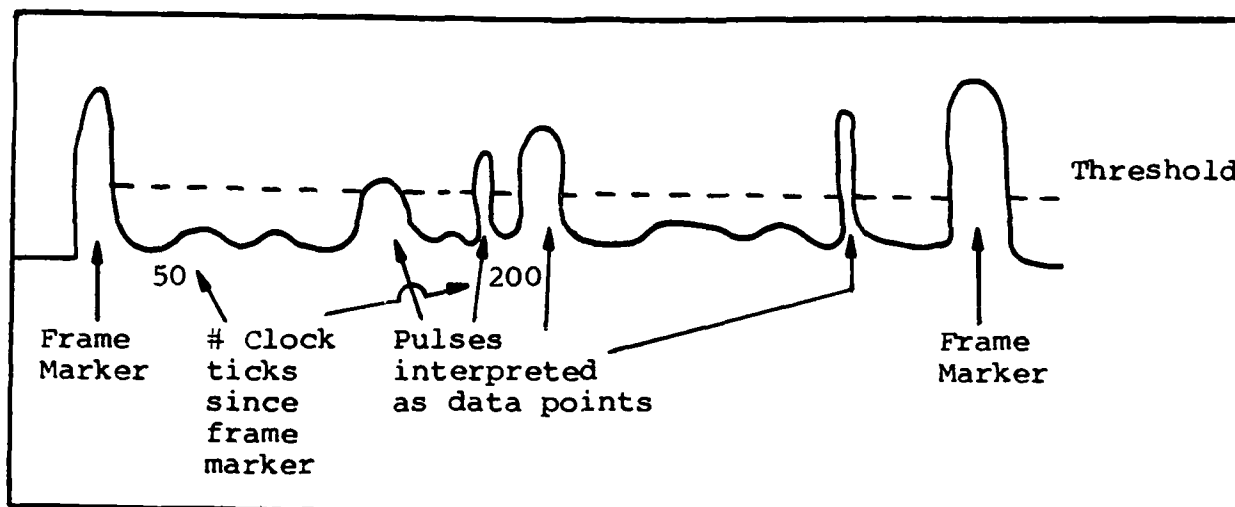 Threshold
50
200
Frame
Marker
# Clock
ticks
since
frame
marker
Pulses
interpreted
as data points
Frame
Marker